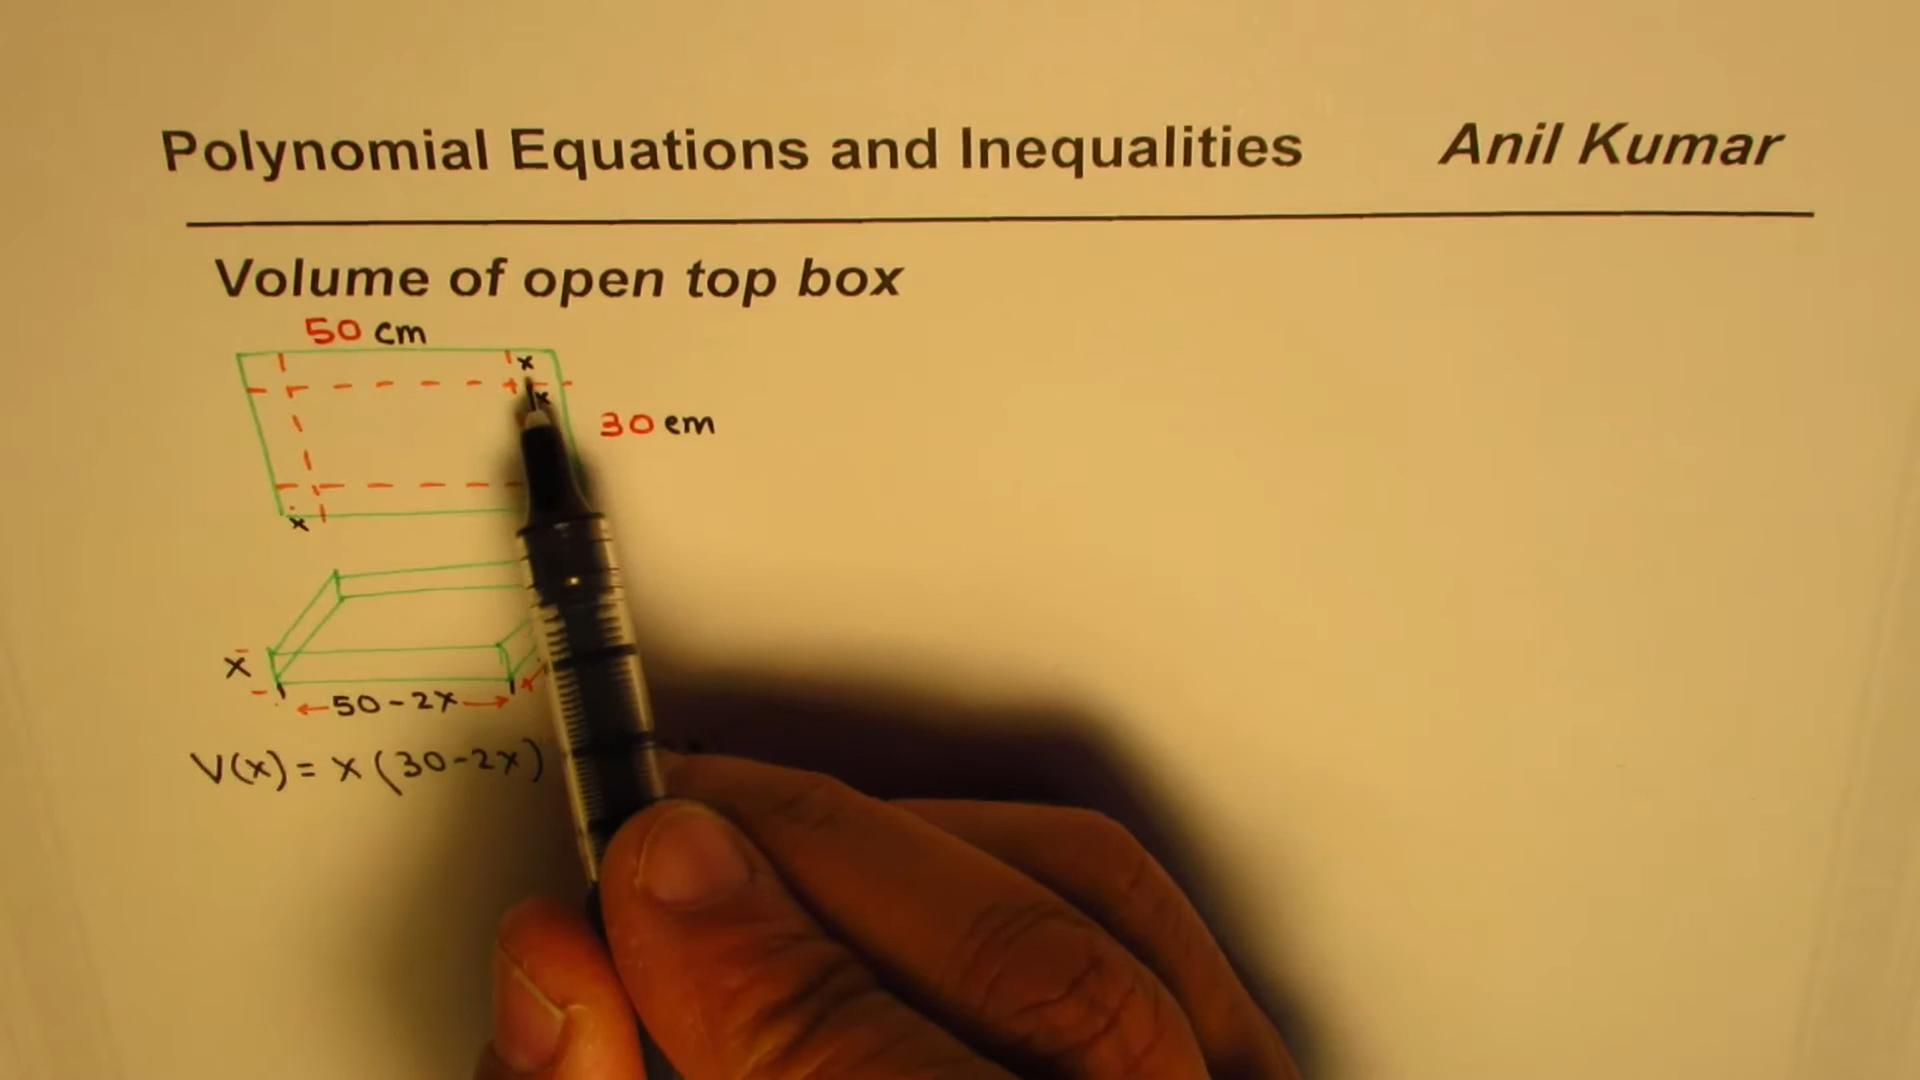 Polynomial Equations and Inequalities Anil Kumar
Volume of open top box
50 cm
x
x
30 cm
x
x
50-2x
V(x) = x (30-2x)